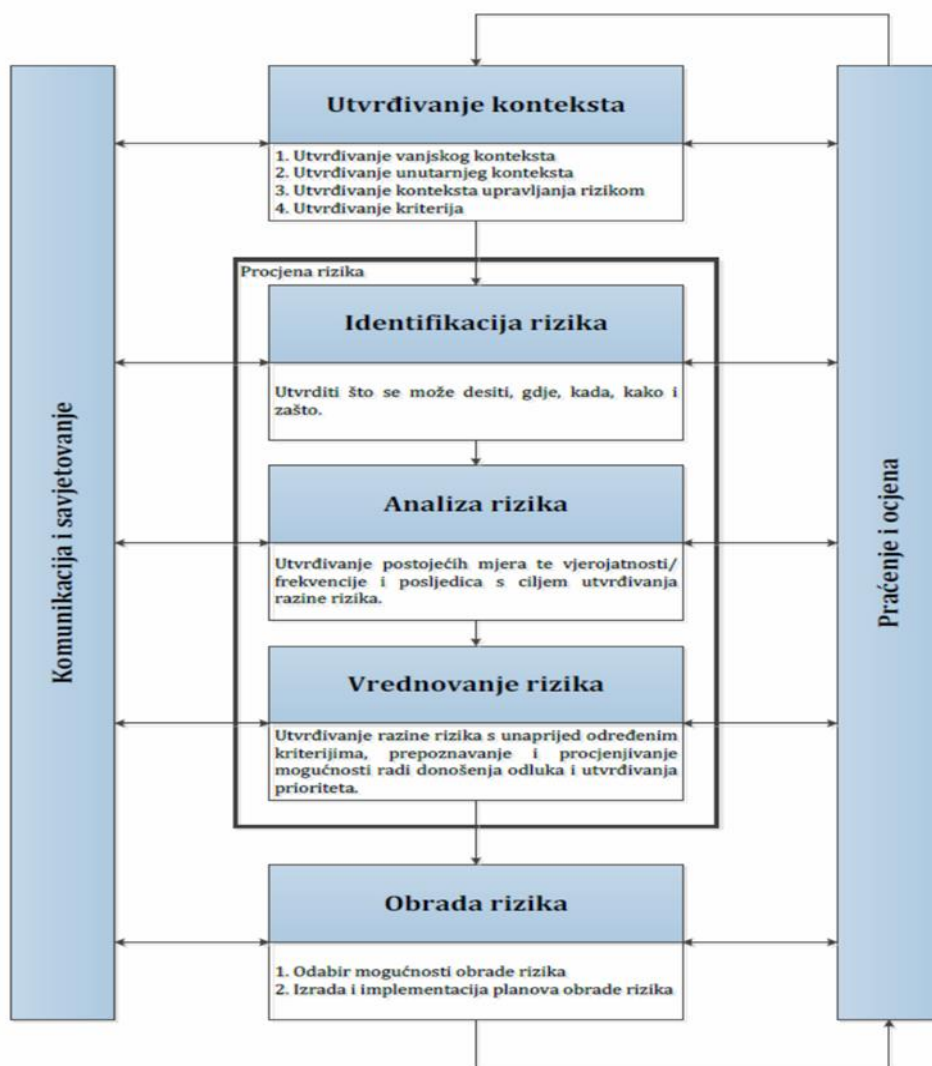 Utvrđivanje konteksta
1. Utvrđivanje vanjskog konteksta
2. Utvrđivanje unutarnjeg konteksta
3. Utvrđivanje konteksta upravljanja rizikom
4. Utvrđivanje kriterija
Procjena rizika
Identifikacija rizika
Utvrditi što se može desiti, gdje, kada, kako i
zašto.
Analiza rizika
Utvrđivanje postojećih mjera te vjerojatnosti/
frekvencije i posljedica s ciljem utvrđivanja
razine rizika.
Vrednovanje rizika
Utvrđivanje razine rizika s unaprijed određenim
kriterijima, prepoznavanje i procjenjivanje
mogućnosti radi donošenja odluka i utvrđivanja
prioriteta.
Obrada rizika
1. Odabir mogućnosti obrade rizika
2. Izrada i implementacija planova obrade rizika
Komunikacija i savjetovanje
Praćenje i ocjena